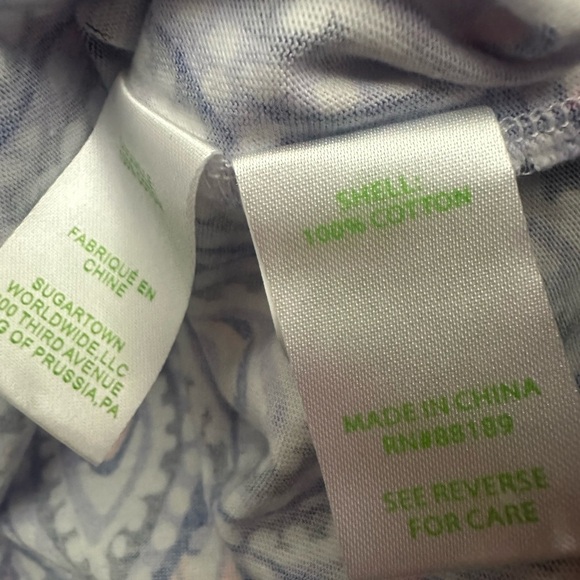 FABRIQUÉ EN
CHINE
SUGARTOWN
WORLDWIDE, LLC
00 THIRD AVENUE
G OF PRUSSIA, PA
SHELL:
100% COTTON
MADE IN CHINA
RN#88189
SEE REVERSE
FOR CARE